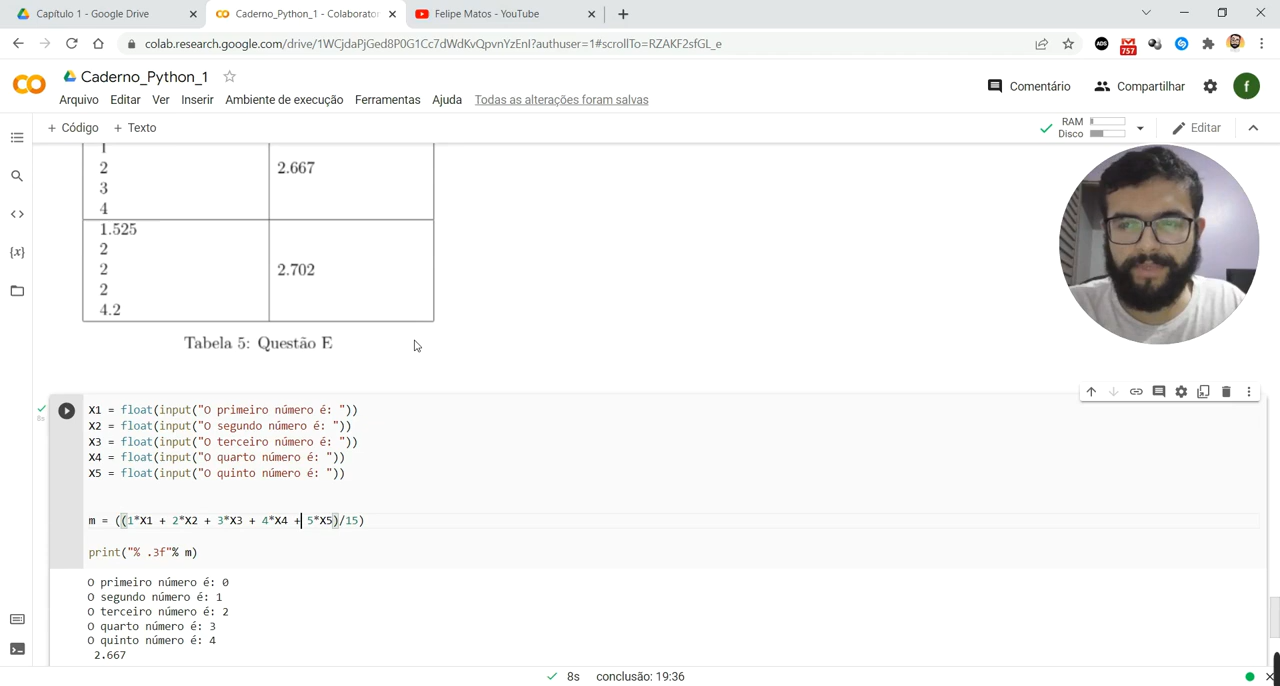 Capítulo 1 - Google Drive
Caderno_Python_1 - Colaborator
Felipe Matos - YouTube
colab.research.google.com/drive/1WCjdaPjGed8P0G1Cc7dWdKvQpvnYzEnI?authuser=1#scrollTo=RZAKF2sfGL_e
ADS
757
CO
Caderno_Python_1
Arquivo Editar Ver Inserir Ambiente de execução Ferramentas Ajuda Todas as alterações foram salvas
Comentário
Compartilhar
f
+ Código + Texto
RAM
Disco
Editar
{x}
1
2
3
4
2.667
1.525
2
2
2
4.2
2.702
Tabela 5: Questão E
8s
X1 = float(input("O primeiro número é: "))
X2 = float(input("O segundo número é: "))
X3 = float(input("O terceiro número é: "))
X4 = float(input("O quarto número é: "))
X5 = float(input("O quinto número é: "))
m = ((1*X1 + 2*X2 + 3*X3 + 4*X4 + 5*X5)/15)
print("% .3f"% m)
O primeiro número é: 0
O segundo número é: 1
O terceiro número é: 2
O quarto número é: 3
O quinto número é: 4
2.667
8s conclusão: 19:36